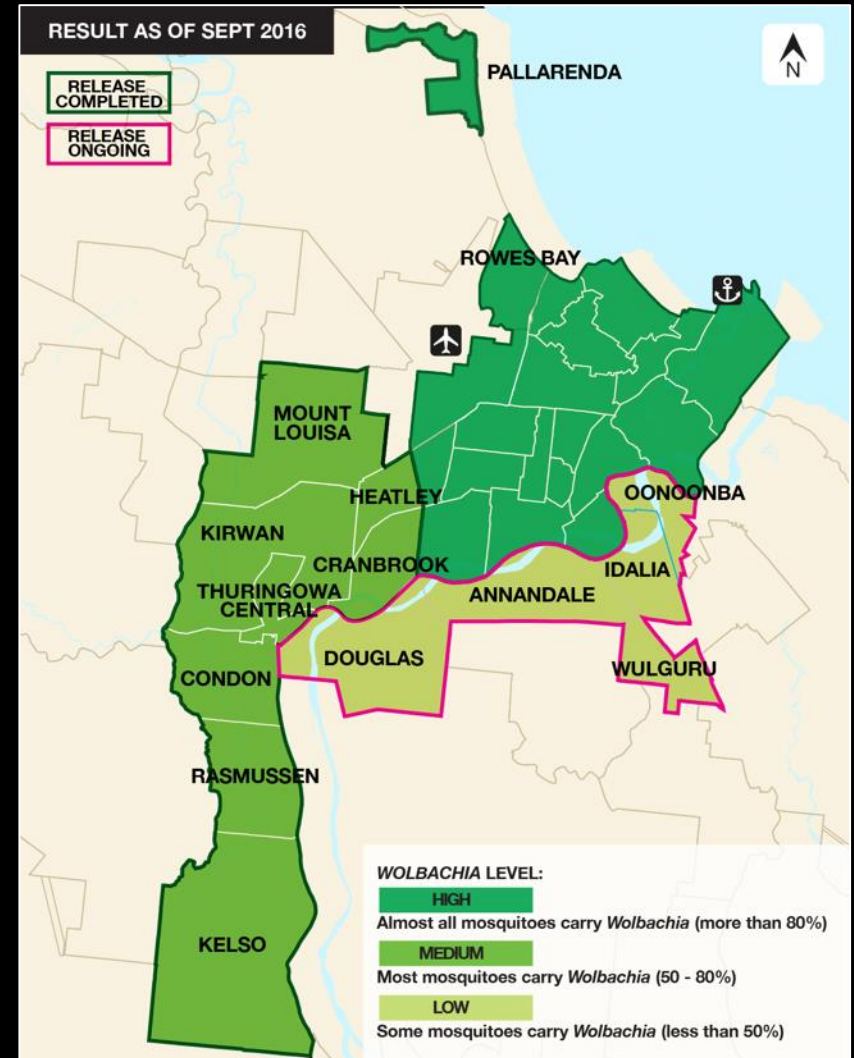 RESULT AS OF SEPT 2016
RELEASE
COMPLETED
RELEASE
ONGOING
N
PALLARENDA
ROWES BAY
MOUNT
LOUISA
HEATLEY
OONOONBA
KIRWAN
CRANBROOK
IDALIA
THURINGOWA
CENTRAL
ANNANDALE
DOUGLAS
WULGURU
CONDON
RASMUSSEN
KELSO
WOLBACHIA LEVEL:
HIGH
Almost all mosquitoes carry Wolbachia (more than 80%)
MEDIUM
Most mosquitoes carry Wolbachia (50 - 80%)
LOW
Some mosquitoes carry Wolbachia (less than 50%)